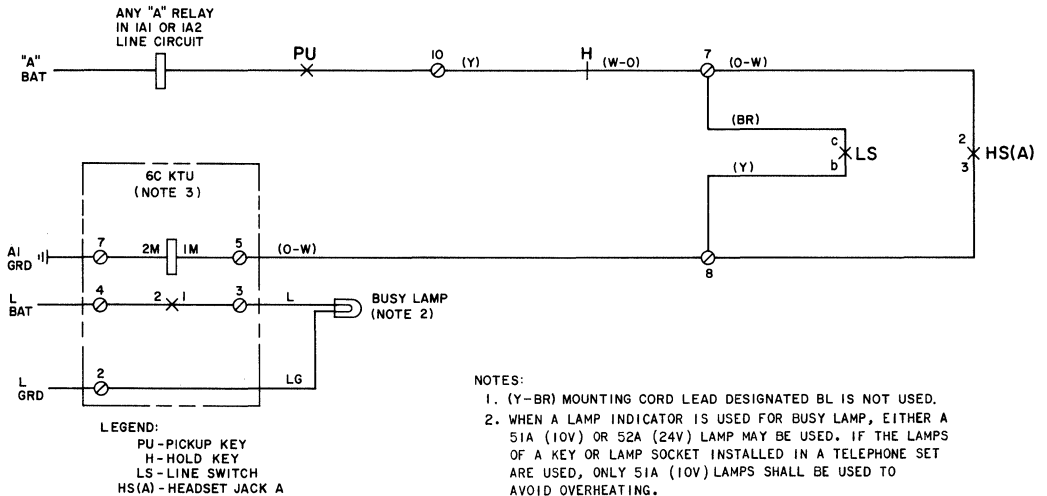 ANY "A" RELAY
IN 1A1 OR 1A2
LINE CIRCUIT
"A"
BAT
PU
10
(Y)
H
(W-O)
7
(O-W)
(BR)
c
LS
b
(Y)
2
HS(A)
3
6C KTU
(NOTE 3)
A1
GRD
7
2M
1M
5
(O-W)
8
L
BAT
4
2
1
3
L
BUSY LAMP
(NOTE 2)
L
GRD
2
LG
LEGEND:
PU-PICKUP KEY
H-HOLD KEY
LS-LINE SWITCH
HS(A)-HEADSET JACK A
NOTES:
1. (Y-BR) MOUNTING CORD LEAD DESIGNATED BL IS NOT USED.
2. WHEN A LAMP INDICATOR IS USED FOR BUSY LAMP, EITHER A
51A (10V) OR 52A (24V) LAMP MAY BE USED. IF THE LAMPS
OF A KEY OR LAMP SOCKET INSTALLED IN A TELEPHONE SET
ARE USED, ONLY 51A (10V) LAMPS SHALL BE USED TO
AVOID OVERHEATING.